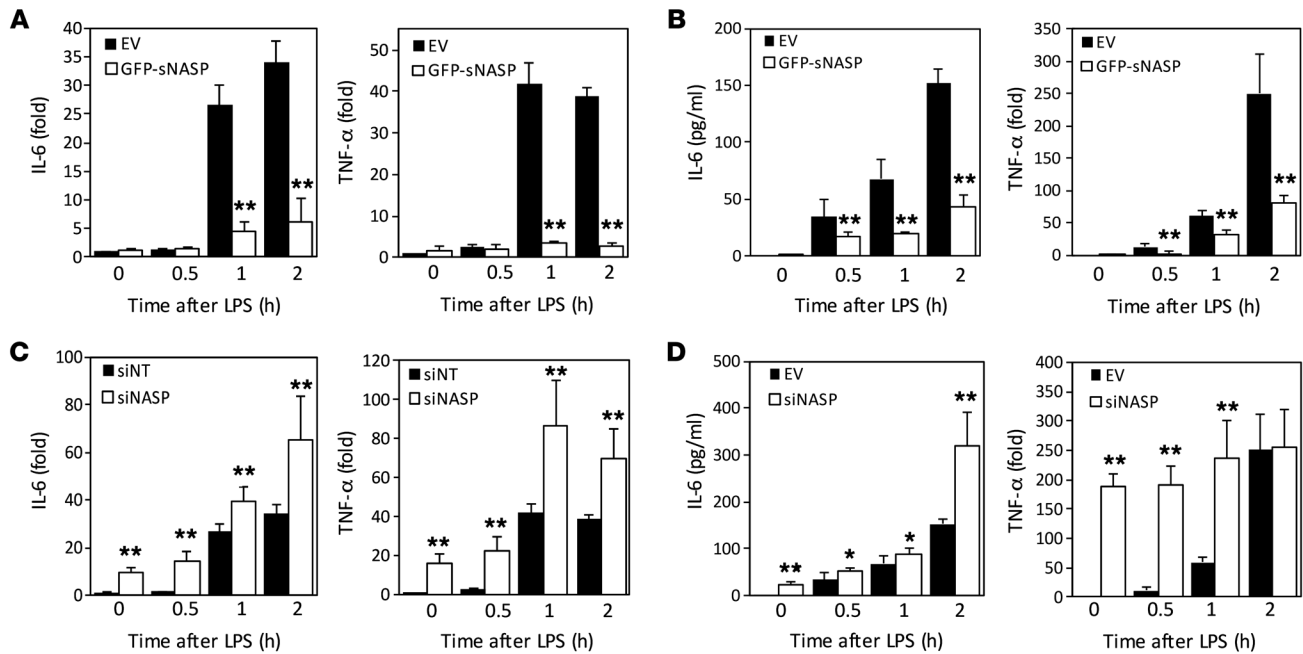 A
IL-6 (fold)
40
35
30
25
20
15
10
5
0
EV
GFP-sNASP
**
**
0 0.5 1 2
Time after LPS (h)
TNF-α (fold)
50
40
30
20
10
0
EV
GFP-sNASP
**
**
0 0.5 1 2
Time after LPS (h)
B
IL-6 (pg/ml)
200
150
100
50
0
EV
GFP-sNASP
**
**
**
0 0.5 1 2
Time after LPS (h)
TNF-α (fold)
350
300
250
200
150
100
50
0
EV
GFP-sNASP
**
**
**
0 0.5 1 2
Time after LPS (h)
C
IL-6 (fold)
100
80
60
40
20
0
siNT
siNASP
**
**
**
**
0 0.5 1 2
Time after LPS (h)
TNF-α (fold)
120
100
80
60
40
20
0
siNT
siNASP
**
**
**
**
0 0.5 1 2
Time after LPS (h)
D
IL-6 (pg/ml)
500
400
300
200
100
0
EV
siNASP
**
*
*
**
0 0.5 1 2
Time after LPS (h)
TNF-α (fold)
400
350
300
250
200
150
100
50
0
EV
siNASP
**
**
**
0 0.5 1 2
Time after LPS (h)